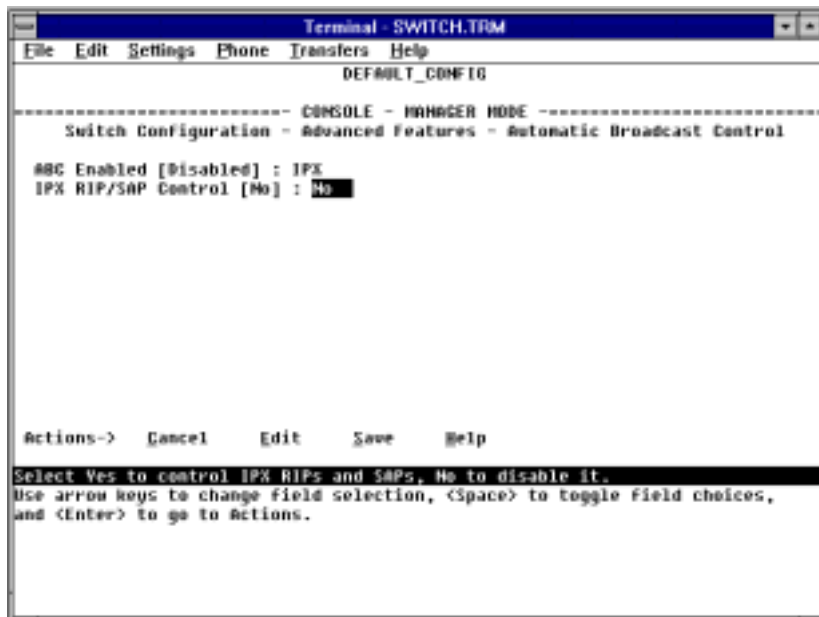 Terminal - SWITCH.TRM
File Edit Settings Phone Transfers Help
DEFAULT_CONFIG
---------------------------- CONSOLE - MANAGER MODE ----------------------------
Switch Configuration - Advanced Features - Automatic Broadcast Control
ABC Enabled [Disabled] : IPX
IPX RIP/SAP Control [No] : No
Actions-> Cancel Edit Save Help
Select Yes to control IPX RIPs and SAPs, No to disable it.
Use arrow keys to change field selection, <Space> to toggle field choices,
and <Enter> to go to Actions.